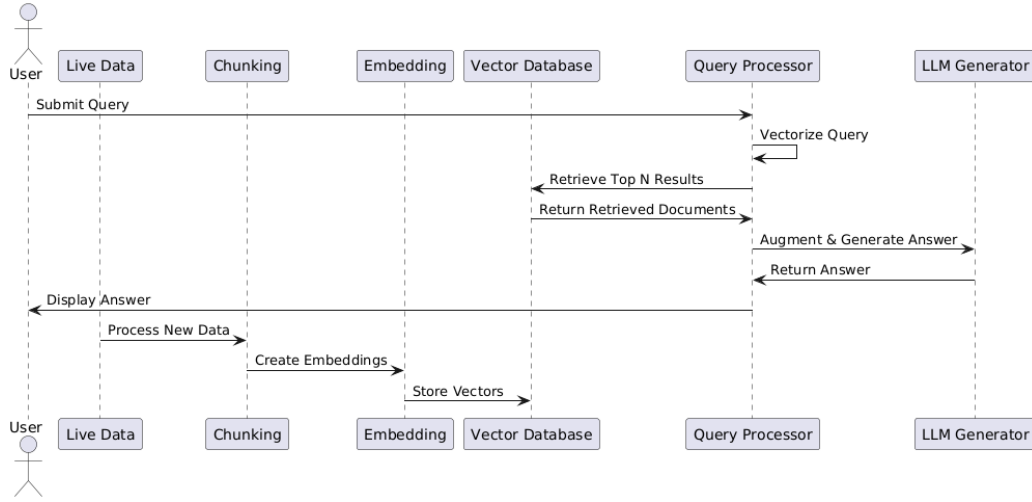 User
Live Data
Chunking
Embedding
Vector Database
Query Processor
LLM Generator
Submit Query
Vectorize Query
Retrieve Top N Results
Return Retrieved Documents
Augment & Generate Answer
Return Answer
Display Answer
Process New Data
Create Embeddings
Store Vectors
User
Live Data
Chunking
Embedding
Vector Database
Query Processor
LLM Generator